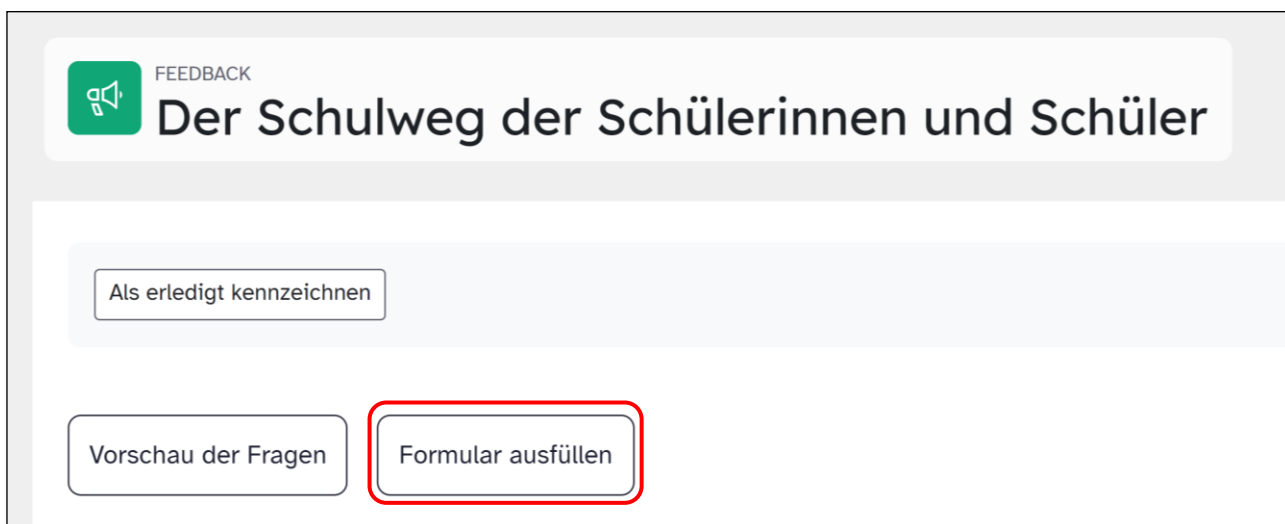 FEEDBACK
Der Schulweg der Schülerinnen und Schüler
Als erledigt kennzeichnen
Vorschau der Fragen
Formular ausfüllen